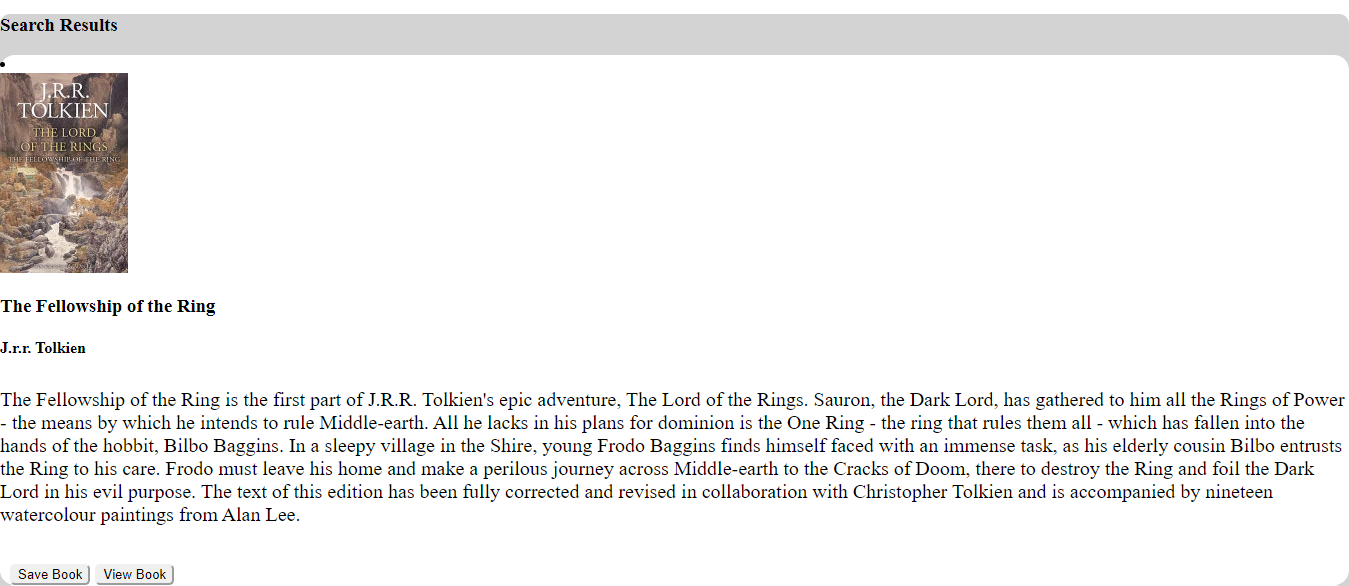 Search Results
J.R.R.
TOLKIEN
THE LORD
OF THE RINGS
THE FELLOWSHIP OF THE RING
The Fellowship of the Ring
J.r.r. Tolkien
The Fellowship of the Ring is the first part of J.R.R. Tolkien's epic adventure, The Lord of the Rings. Sauron, the Dark Lord, has gathered to him all the Rings of Power
- the means by which he intends to rule Middle-earth. All he lacks in his plans for dominion is the One Ring - the ring that rules them all - which has fallen into the
hands of the hobbit, Bilbo Baggins. In a sleepy village in the Shire, young Frodo Baggins finds himself faced with an immense task, as his elderly cousin Bilbo entrusts
the Ring to his care. Frodo must leave his home and make a perilous journey across Middle-earth to the Cracks of Doom, there to destroy the Ring and foil the Dark
Lord in his evil purpose. The text of this edition has been fully corrected and revised in collaboration with Christopher Tolkien and is accompanied by nineteen
watercolour paintings from Alan Lee.
Save Book View Book